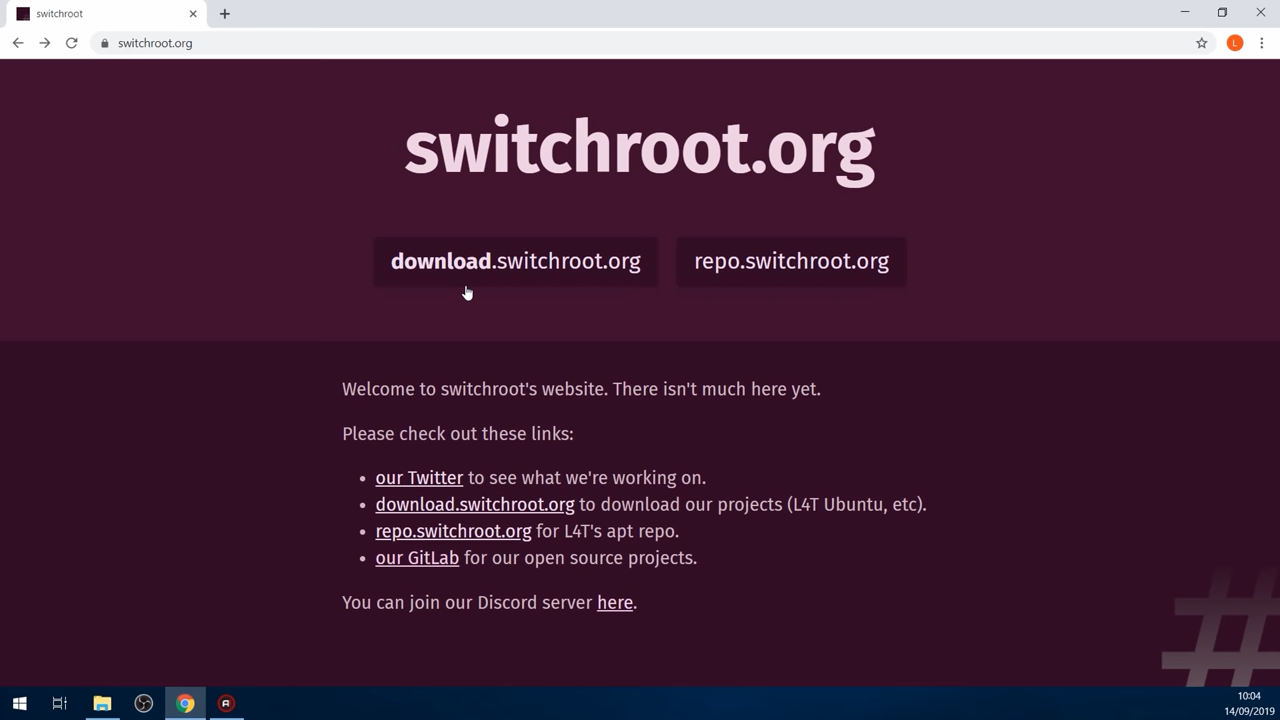 switchroot
switchroot.org
L
switchroot.org
download.switchroot.org
repo.switchroot.org
Welcome to switchroot's website. There isn't much here yet.
Please check out these links:
• our Twitter to see what we're working on.
• download.switchroot.org to download our projects (L4T Ubuntu, etc).
• repo.switchroot.org for L4T's apt repo.
• our GitLab for our open source projects.
You can join our Discord server here.
#
10:04
14/09/2019